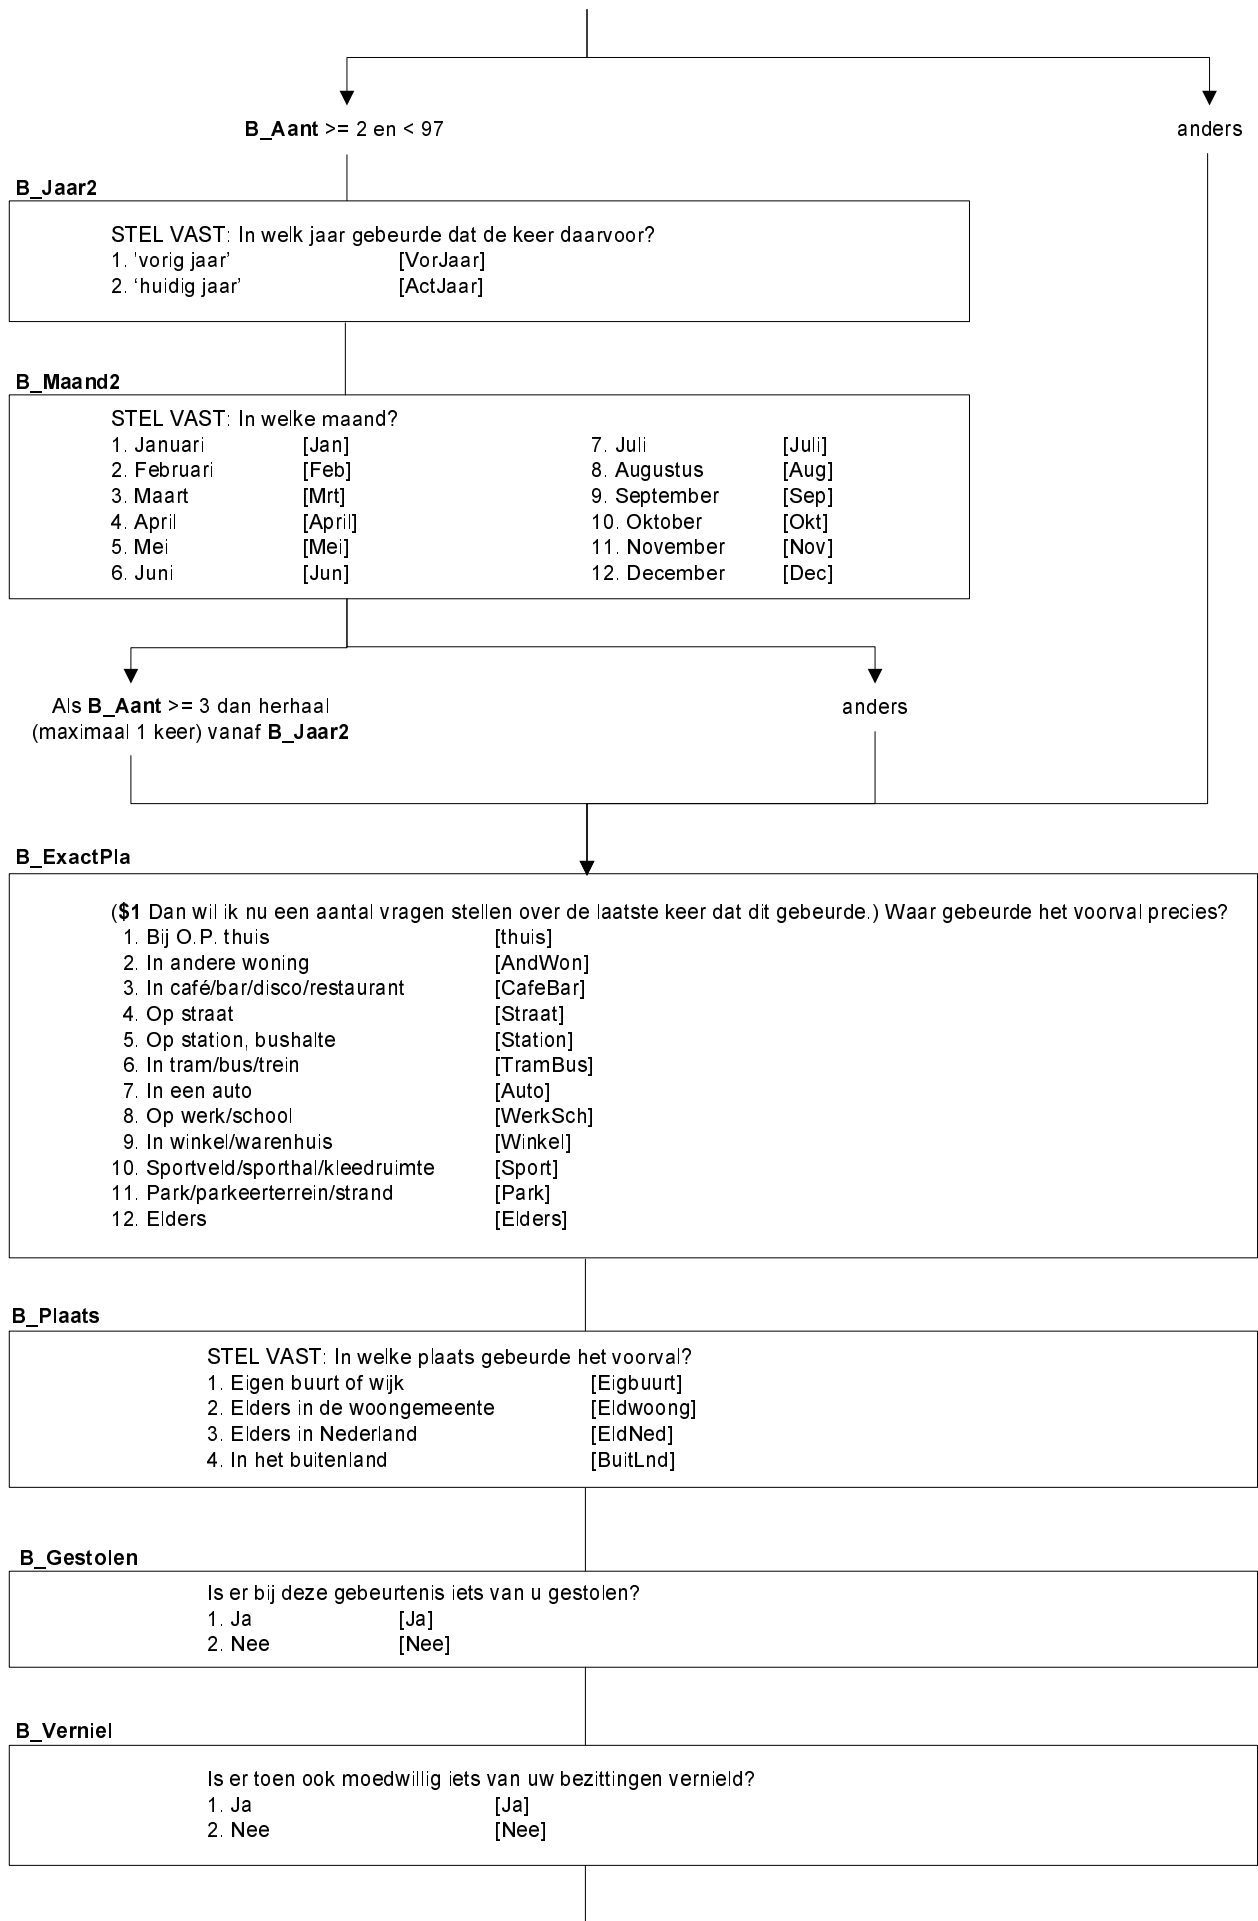 B_Aant >= 2 en < 97
anders
B_Jaar2
STEL VAST: In welk jaar gebeurde dat de keer daarvoor?
1. 'vorig jaar' [VorJaar]
2. 'huidig jaar' [ActJaar]
B_Maand2
STEL VAST: In welke maand?
1. Januari [Jan] 7. Juli [Juli]
2. Februari [Feb] 8. Augustus [Aug]
3. Maart [Mrt] 9. September [Sep]
4. April [April] 10. Oktober [Okt]
5. Mei [Mei] 11. November [Nov]
6. Juni [Jun] 12. December [Dec]
Als B_Aant >= 3 dan herhaal anders
(maximaal 1 keer) vanaf B_Jaar2
B_ExactPla
($1 Dan wil ik nu een aantal vragen stellen over de laatste keer dat dit gebeurde.) Waar gebeurde het voorval precies?
1. Bij O.P. thuis [thuis]
2. In andere woning [AndWon]
3. In café/bar/disco/restaurant [CafeBar]
4. Op straat [Straat]
5. Op station, bushalte [Station]
6. In tram/bus/trein [TramBus]
7. In een auto [Auto]
8. Op werk/school [WerkSch]
9. In winkel/warenhuis [Winkel]
10. Sportveld/sporthal/kleedruimte [Sport]
11. Park/parkeerterrein/strand [Park]
12. Elders [Elders]
B_Plaats
STEL VAST: In welke plaats gebeurde het voorval?
1. Eigen buurt of wijk [Eigbuurt]
2. Elders in de woongemeente [Eldwoong]
3. Elders in Nederland [EldNed]
4. In het buitenland [BuitLnd]
B_Gestolen
Is er bij deze gebeurtenis iets van u gestolen?
1. Ja [Ja]
2. Nee [Nee]
B_Verniel
Is er toen ook moedwillig iets van uw bezittingen vernield?
1. Ja [Ja]
2. Nee [Nee]